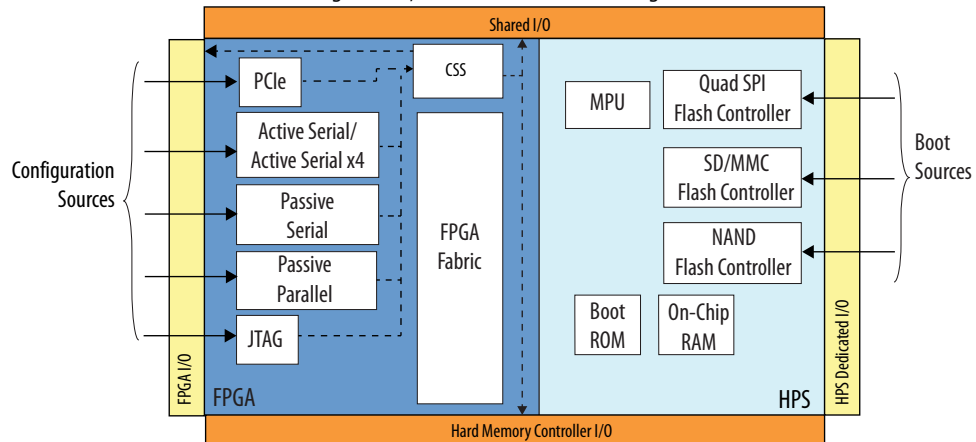 Shared I/O
PCIe
CSS
Active Serial/
Active Serial x4
Passive
Serial
Passive
Parallel
JTAG
FPGA
Fabric
Configuration
Sources
FPGA I/O
FPGA
MPU
Quad SPI
Flash Controller
SD/MMC
Flash Controller
NAND
Flash Controller
Boot
ROM
On-Chip
RAM
HPS
HPS Dedicated I/O
Boot
Sources
Hard Memory Controller I/O